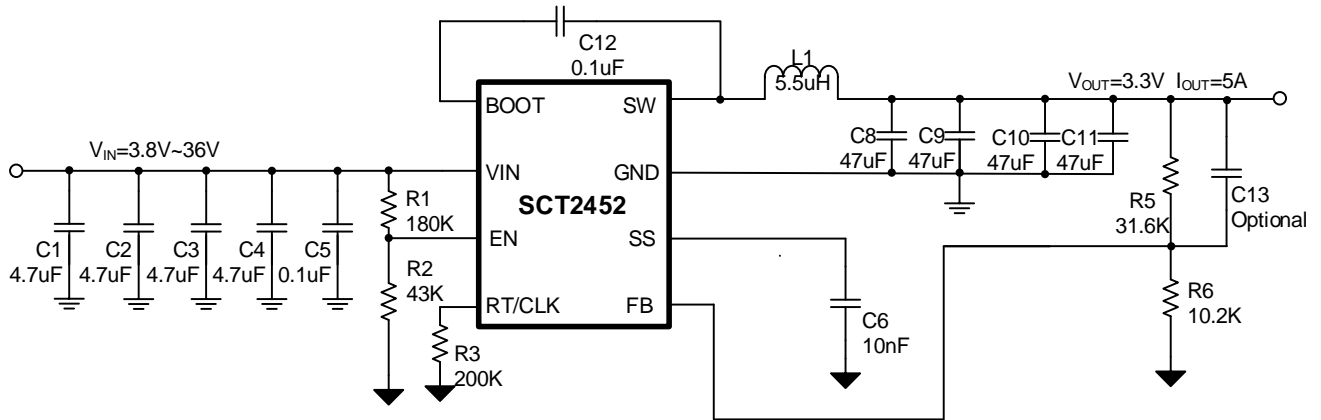 C12
0.1uF
L1
5.5uH
BOOT
SW
VOUT=3.3V IOUT=5A
VIN=3.8V~36V
C8
47uF
C9
47uF
C10
47uF
C11
47uF
VIN
GND
SCT2452
R1
180K
R5
31.6K
C13
Optional
C1
4.7uF
C2
4.7uF
C3
4.7uF
C4
4.7uF
C5
0.1uF
EN
SS
R2
43K
RT/CLK
FB
C6
10nF
R6
10.2K
R3
200K